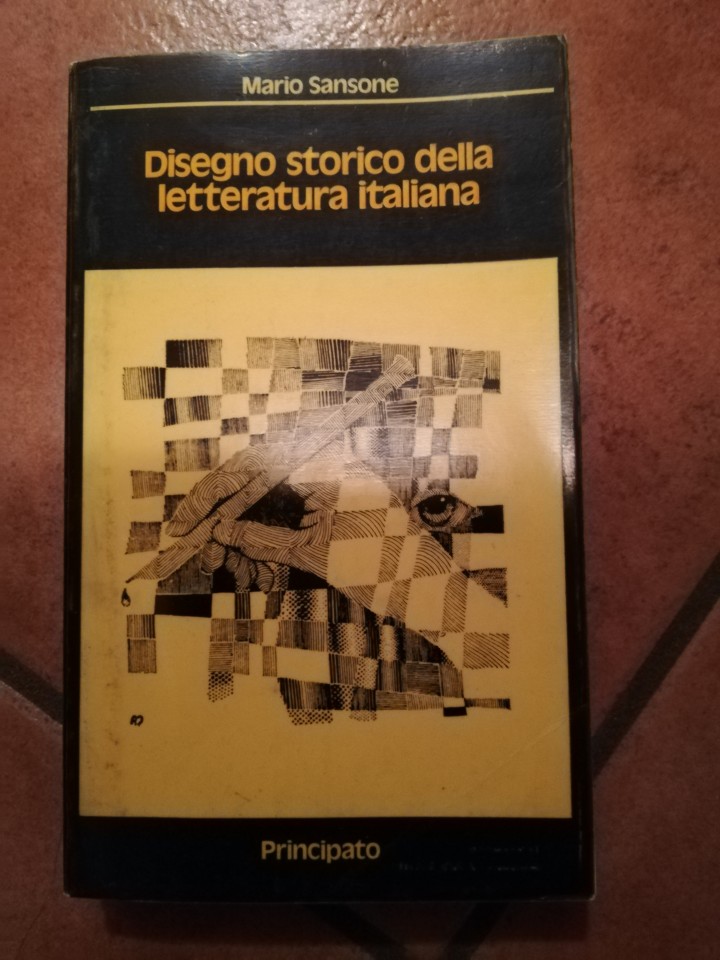 Mario Sansone
Disegno storico della
letteratura italiana
Principato